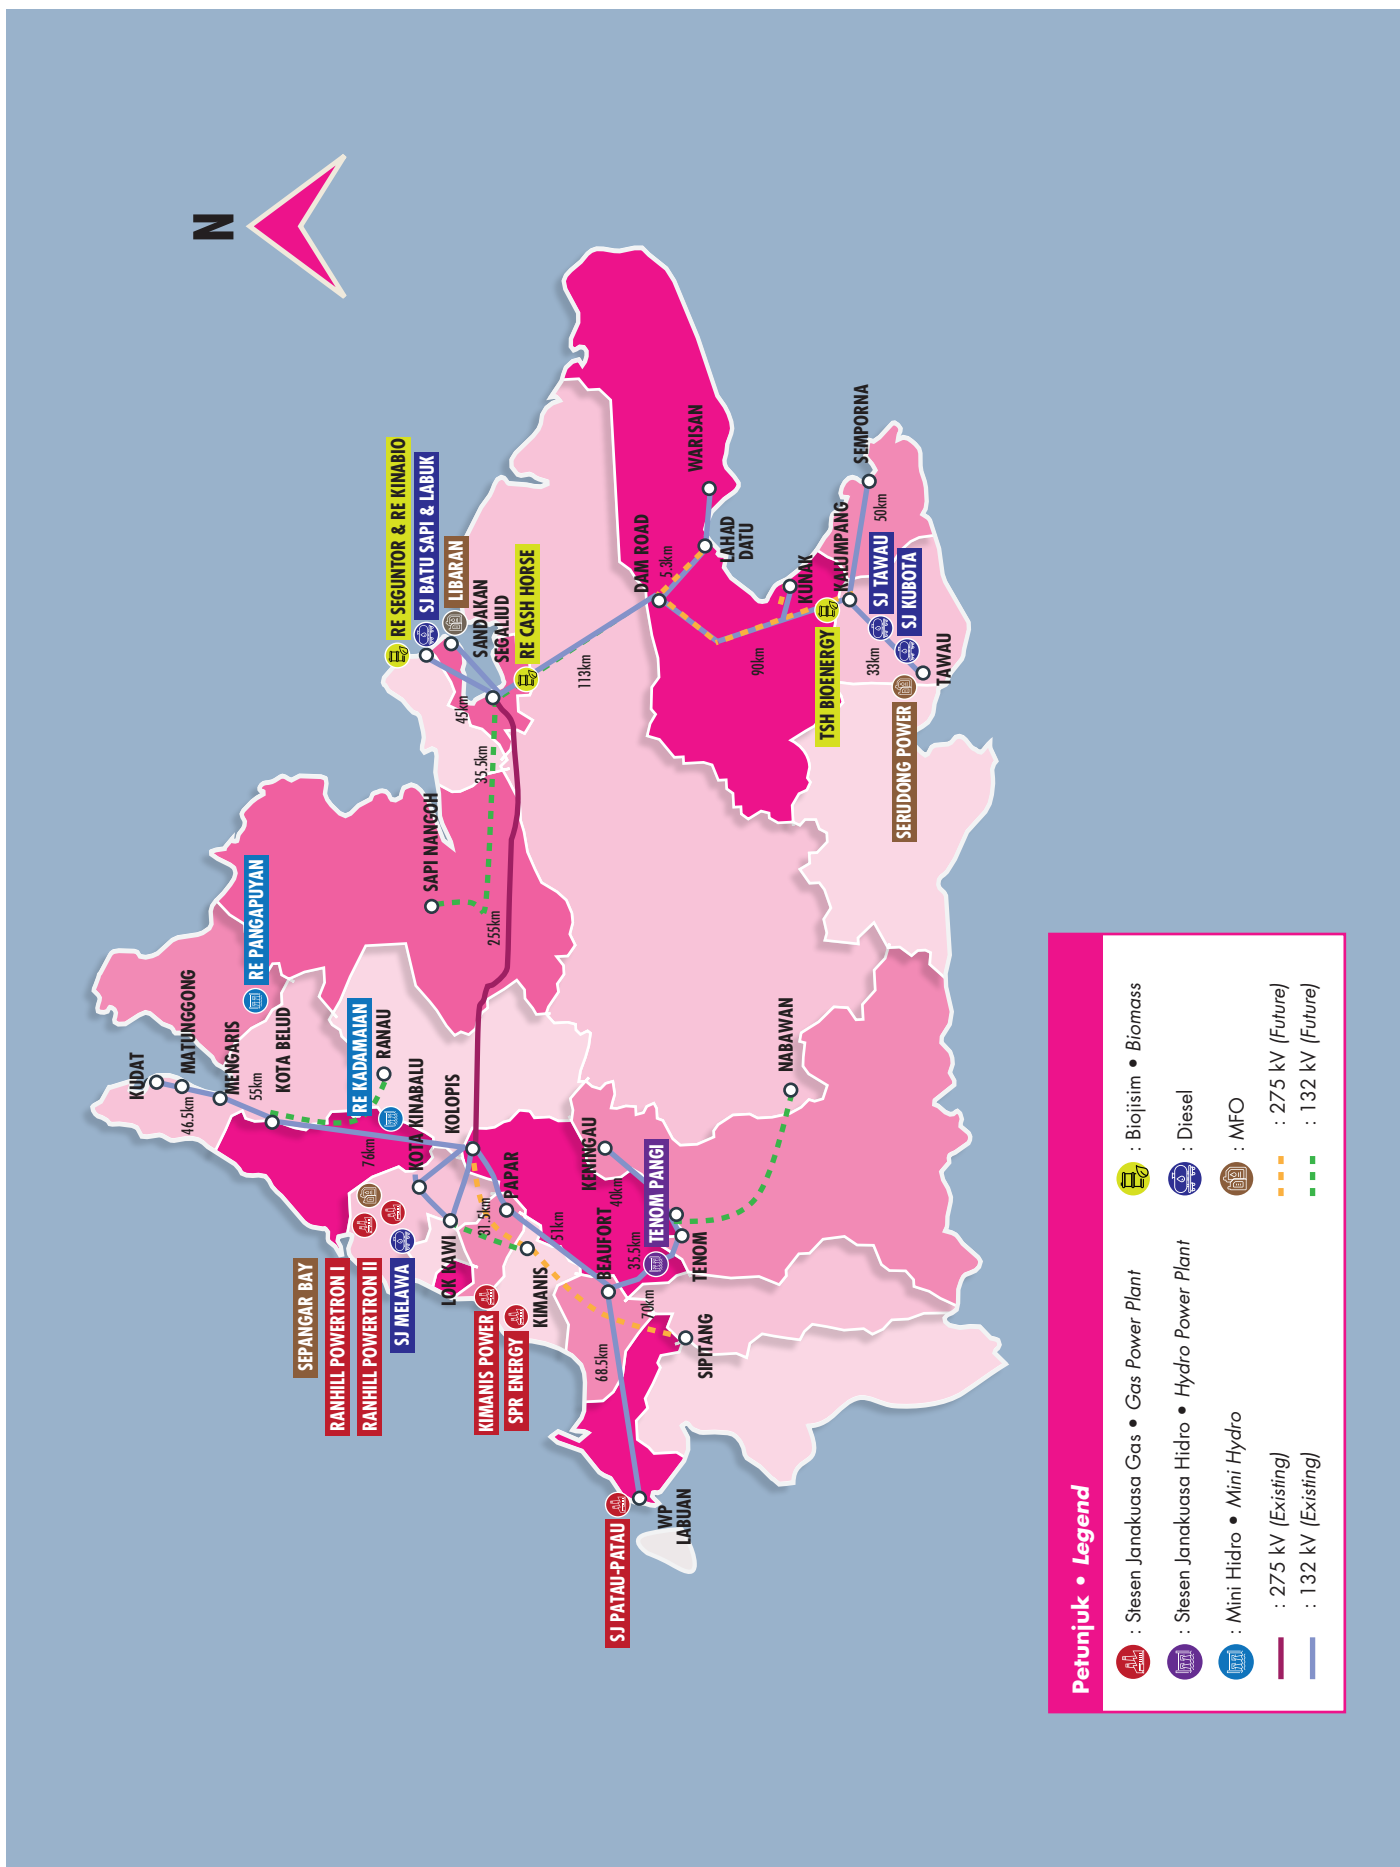 N
KUDAT
MATUNGGONG
MENGARIS
46.5km
55km
KOTA BELUD
RE PANGAPUYAN
RE KADAMAIAN
RANAU
76km
KOTA KINABALU
KOLOPIS
SEPANGAR BAY
RANHILL POWERTRON I
RANHILL POWERTRON II
SJ MELAWA
LOK KAWI
31.5km
PAPAR
KIMANIS POWER
SPR ENERGY
KIMANIS
51km
BEAUFORT
KENINGAU
40km
TENOM PANGI
35.5km
TENOM
70km
68.5km
SIPITANG
SJ PATAU-PATAU
WP
LABUAN
NABAWAN
SAPI NANGOH
255km
35.5km
45km
RE SEGUNTOR & RE KINABIO
SJ BATU SAPI & LABUK
LIBARAN
SANDAKAN
SEGALIUD
RE CASH HORSE
113km
DAM ROAD
5.3km
LAHAD
DATU
WARISAN
90km
KUNAK
TSH BIOENERGY
KALUMPANG
SEMPORNA
50km
SJ TAWAU
SJ KUBOTA
33km
TAWAU
SERUDONG POWER
Petunjuk • Legend
: Stesen Janakuasa Gas • Gas Power Plant
: Biojisim • Biomass
: Stesen Janakuasa Hidro • Hydro Power Plant
: Diesel
: Mini Hidro • Mini Hydro
: MFO
: 275 kV (Existing)
: 275 kV (Future)
: 132 kV (Existing)
: 132 kV (Future)